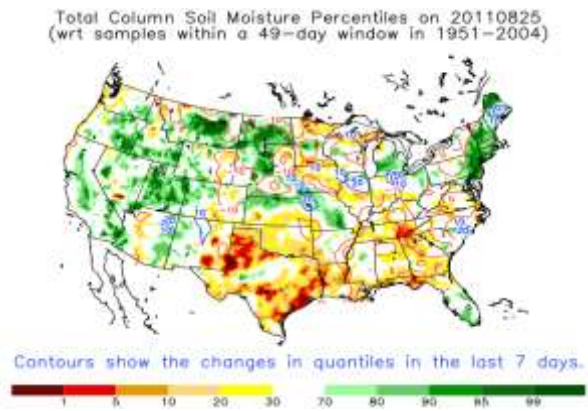 Total Column Soil Moisture Percentiles on 20110825
(wrt samples within a 49-day window in 1951-2004)
Contours show the changes in quantiles in the last 7 days.
1 5 10 20 30 70 80 90 95 99